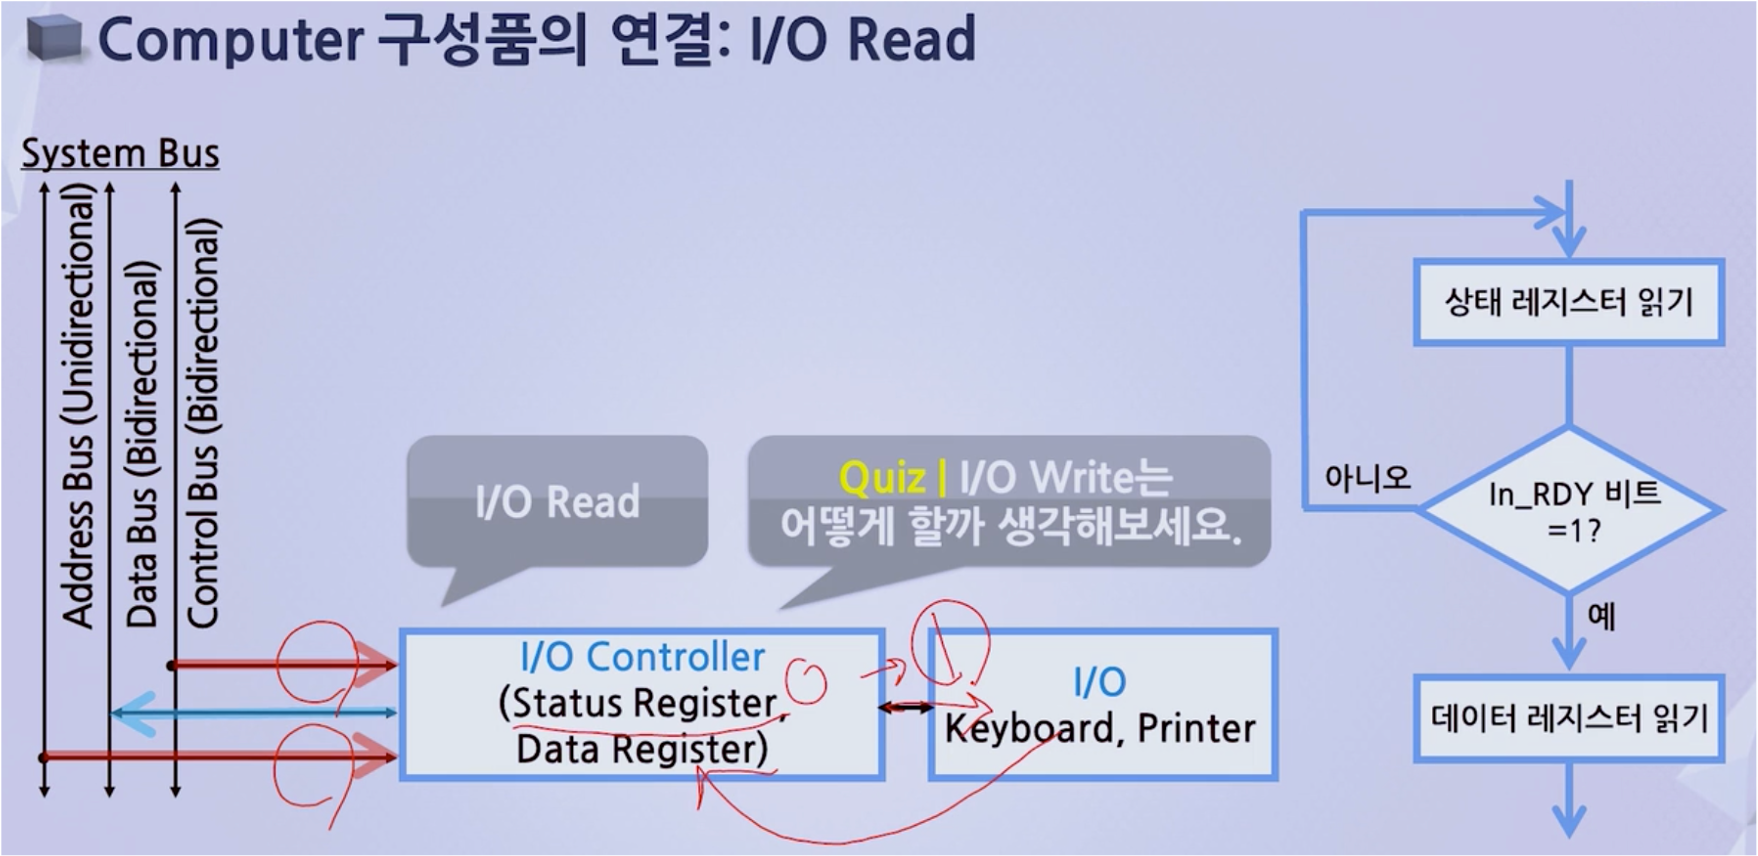 Computer 구성품의 연결: I/O Read
System Bus
Address Bus (Unidirectional)
Data Bus (Bidirectional)
Control Bus (Bidirectional)
I/O Read
Quiz | I/O Write는
어떻게 할까 생각해보세요.
I/O Controller
(Status Register,
Data Register)
I/O
Keyboard, Printer
상태 레지스터 읽기
아니오
In_RDY 비트
=1?
예
데이터 레지스터 읽기